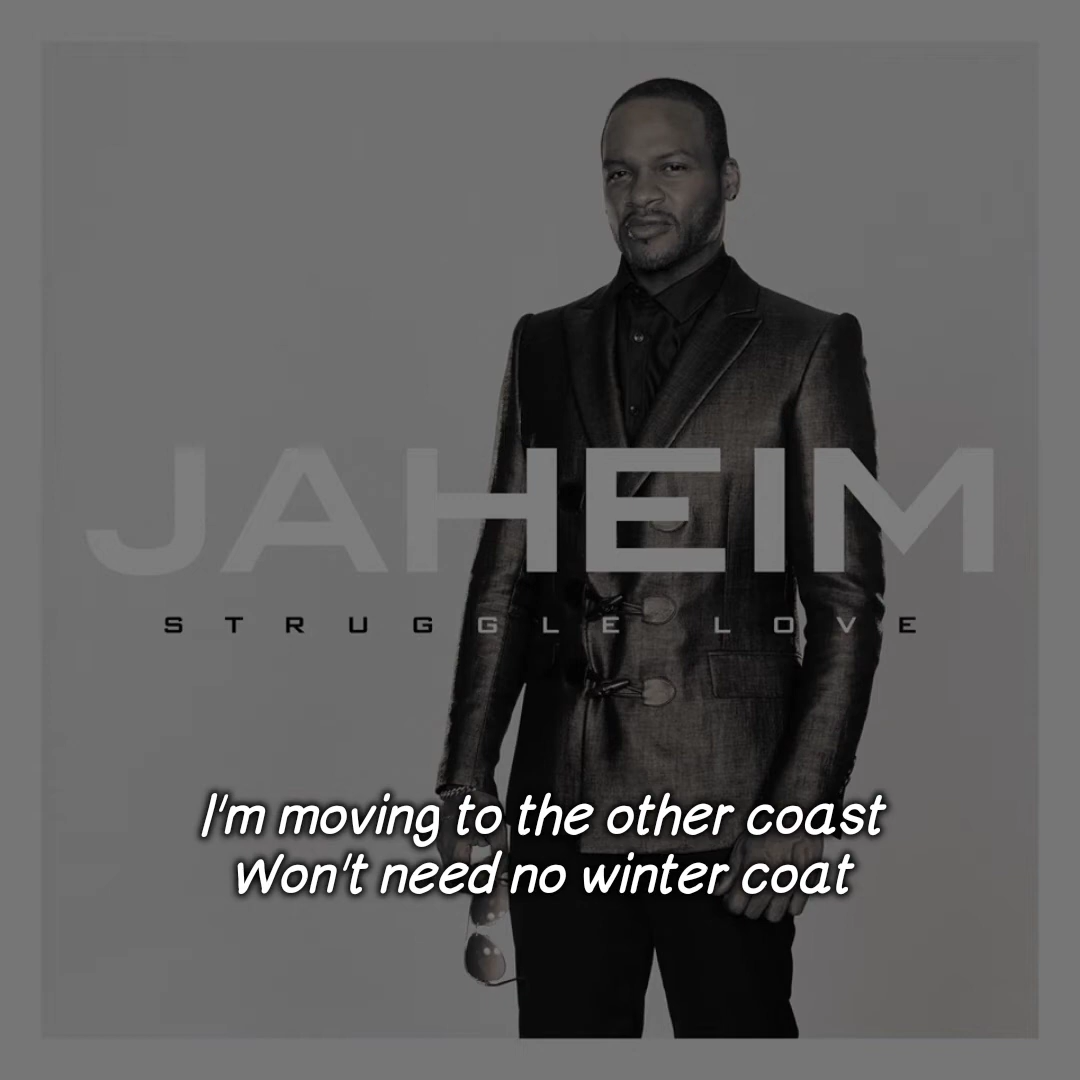 JAHEIM
STRUGGLE LOVE
I'm moving to the other coast
Won't need no winter coat